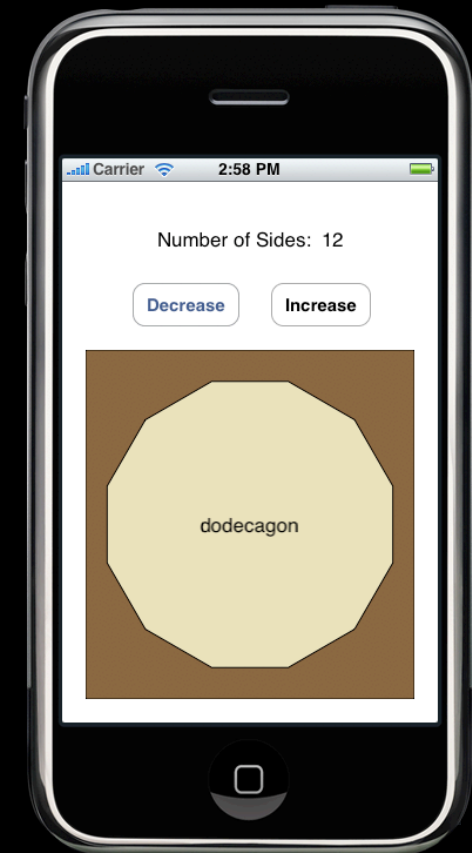 Carrier 2:58 PM
Number of Sides: 12
Decrease Increase
dodecagon